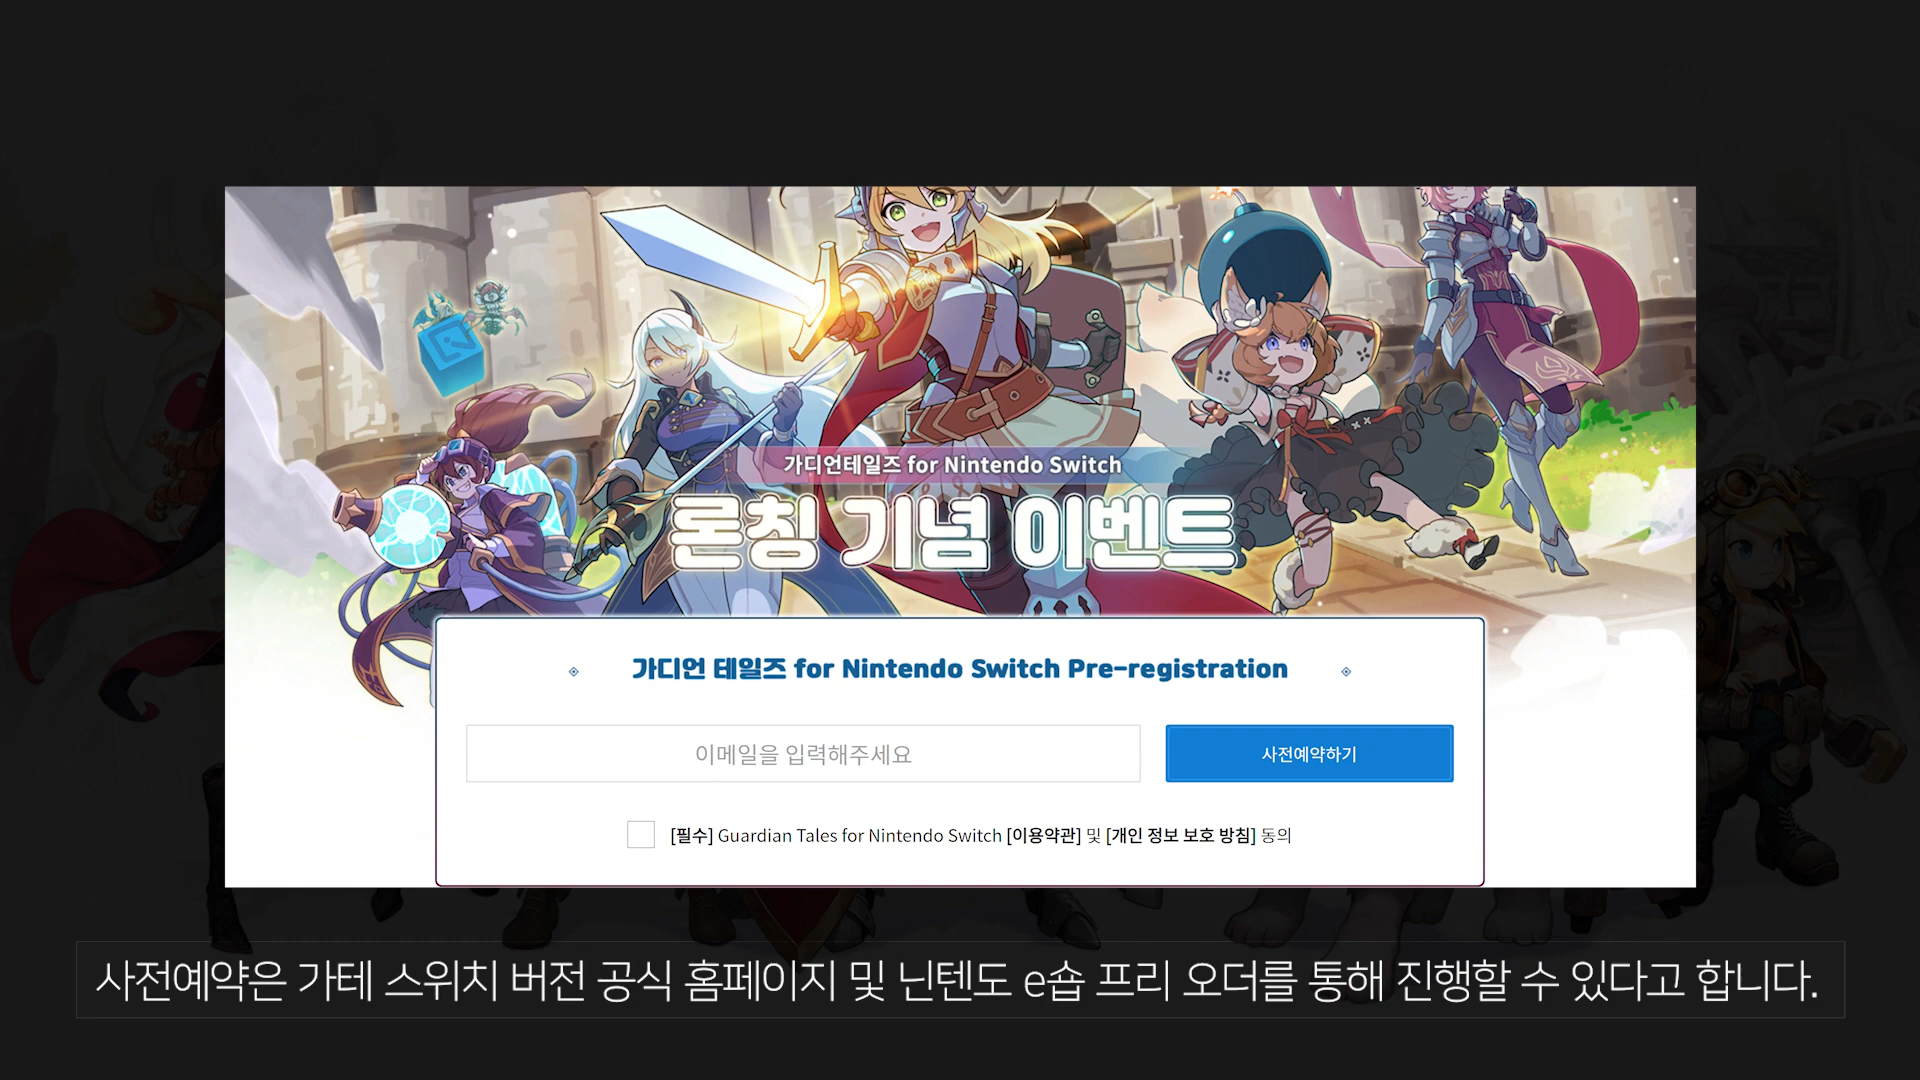 가디언테일즈 for Nintendo Switch
론칭 기념 이벤트
가디언 테일즈 for Nintendo Switch Pre-registration
이메일을 입력해주세요
사전예약하기
[필수] Guardian Tales for Nintendo Switch [이용약관] 및 [개인 정보 보호 방침] 동의
사전예약은 가테 스위치 버전 공식 홈페이지 및 닌텐도 e숍 프리 오더를 통해 진행할 수 있다고 합니다.